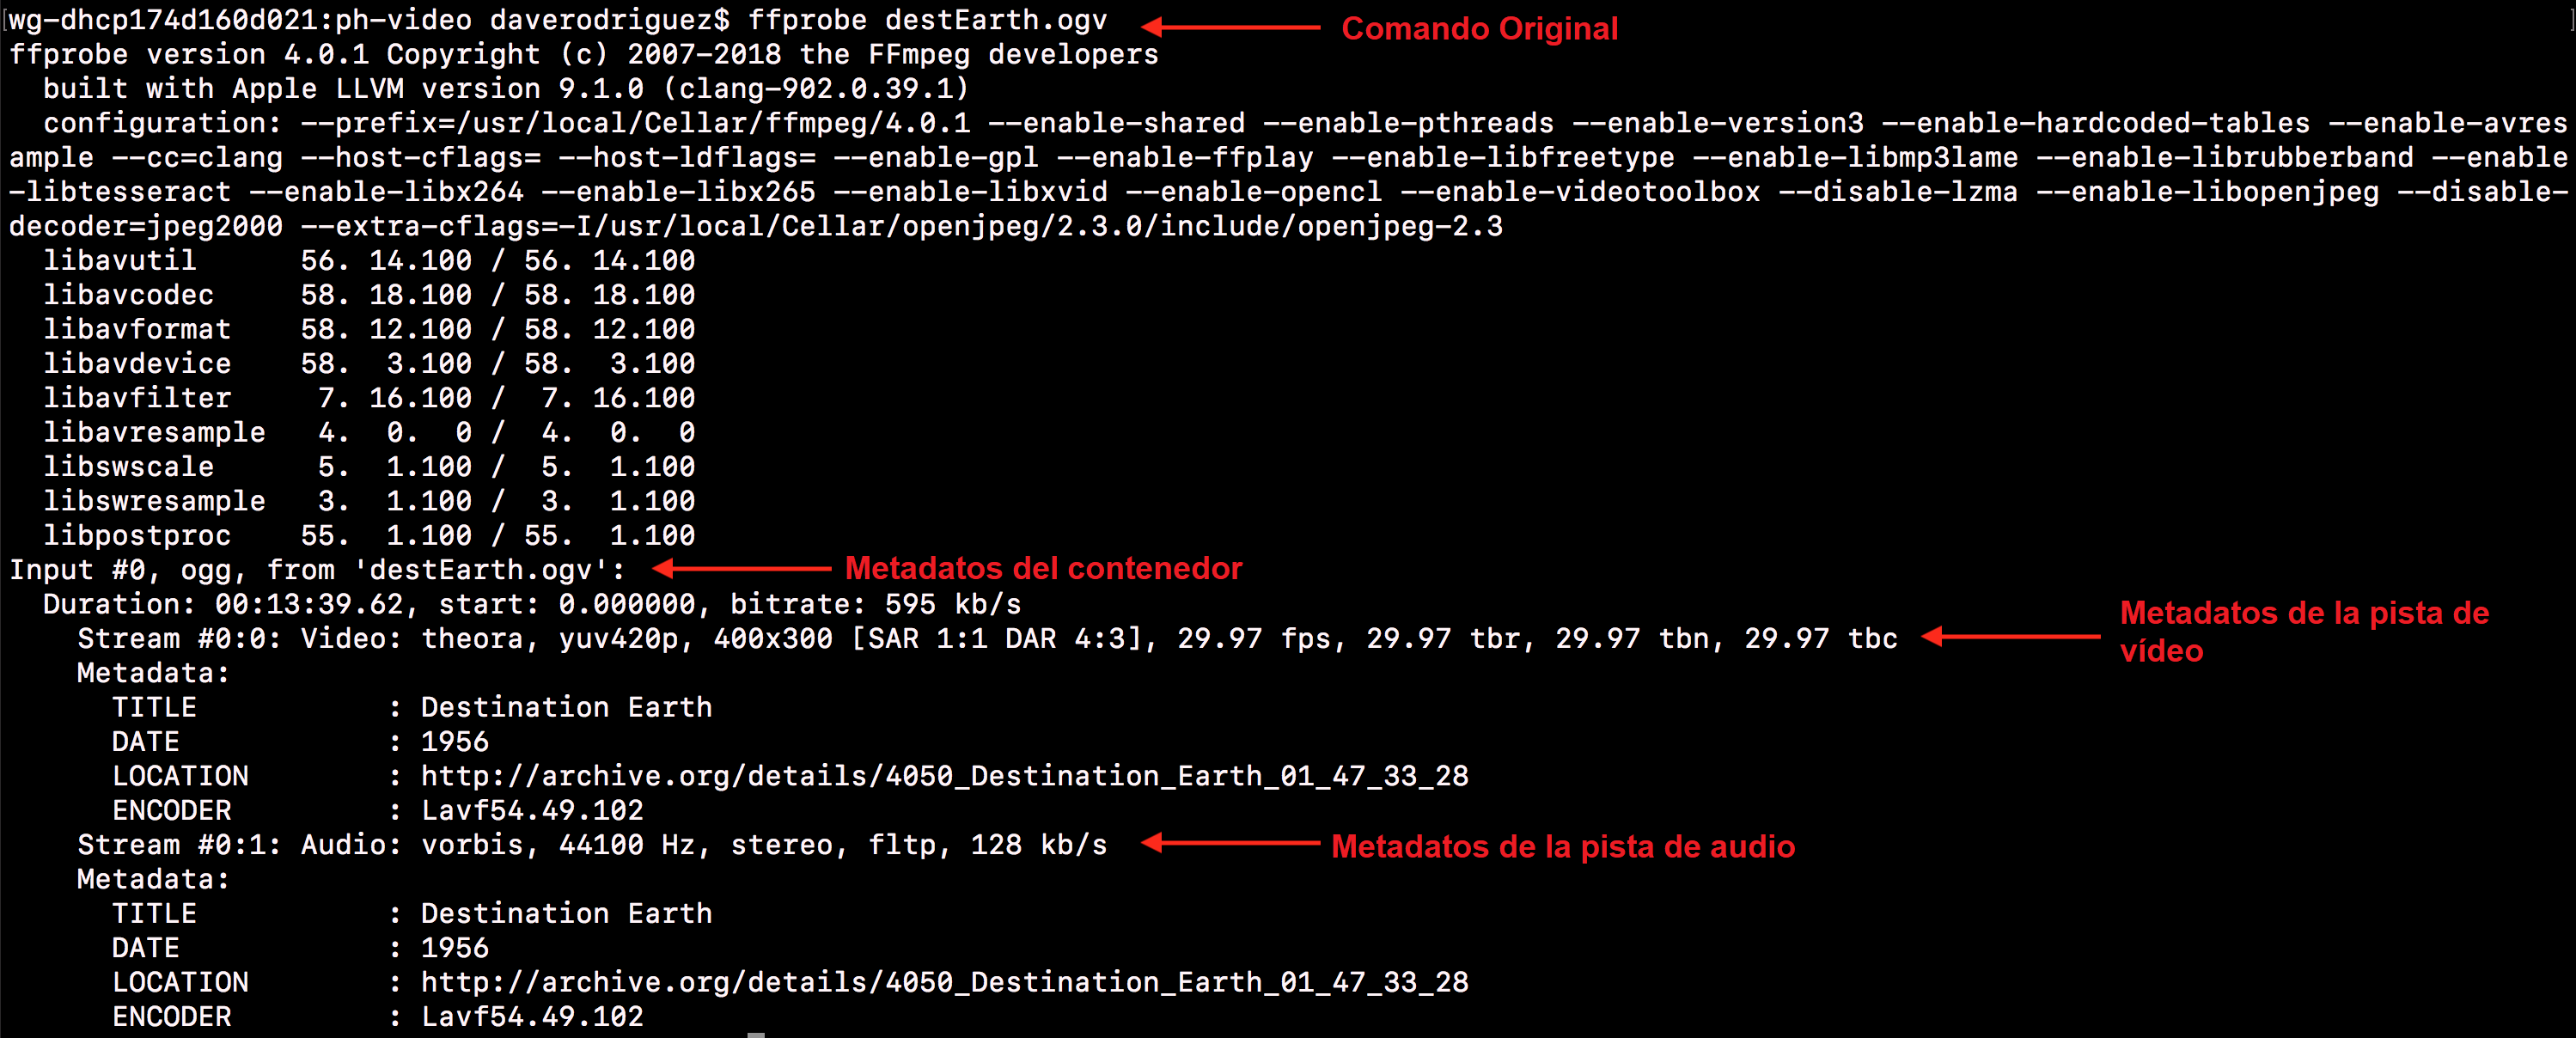 wg-dhcp174d160d021:ph-video daverodriguez$ ffprobe destEarth.ogv Comando Original
ffprobe version 4.0.1 Copyright (c) 2007-2018 the FFmpeg developers
built with Apple LLVM version 9.1.0 (clang-902.0.39.1)
configuration: --prefix=/usr/local/Cellar/ffmpeg/4.0.1 --enable-shared --enable-pthreads --enable-version3 --enable-hardcoded-tables --enable-avres
ample --cc=clang --host-cflags= --host-ldflags= --enable-gpl --enable-ffplay --enable-libfreetype --enable-libmp3lame --enable-librubberband --enable
-libtesseract --enable-libx264 --enable-libx265 --enable-libxvid --enable-opencl --enable-videotoolbox --disable-lzma --enable-libopenjpeg --disable-
decoder=jpeg2000 --extra-cflags=-I/usr/local/Cellar/openjpeg/2.3.0/include/openjpeg-2.3
libavutil 56. 14.100 / 56. 14.100
libavcodec 58. 18.100 / 58. 18.100
libavformat 58. 12.100 / 58. 12.100
libavdevice 58. 3.100 / 58. 3.100
libavfilter 7. 16.100 / 7. 16.100
libavresample 4. 0. 0 / 4. 0. 0
libswscale 5. 1.100 / 5. 1.100
libswresample 3. 1.100 / 3. 1.100
libpostproc 55. 1.100 / 55. 1.100
Input #0, ogg, from 'destEarth.ogv': Metadatos del contenedor
Duration: 00:13:39.62, start: 0.000000, bitrate: 595 kb/s
Stream #0:0: Video: theora, yuv420p, 400x300 [SAR 1:1 DAR 4:3], 29.97 fps, 29.97 tbr, 29.97 tbn, 29.97 tbc
Metadatos de la pista de
vídeo
Metadata:
TITLE : Destination Earth
DATE : 1956
LOCATION : http://archive.org/details/4050_Destination_Earth_01_47_33_28
ENCODER : Lavf54.49.102
Stream #0:1: Audio: vorbis, 44100 Hz, stereo, fltp, 128 kb/s Metadatos de la pista de audio
Metadata:
TITLE : Destination Earth
DATE : 1956
LOCATION : http://archive.org/details/4050_Destination_Earth_01_47_33_28
ENCODER : Lavf54.49.102